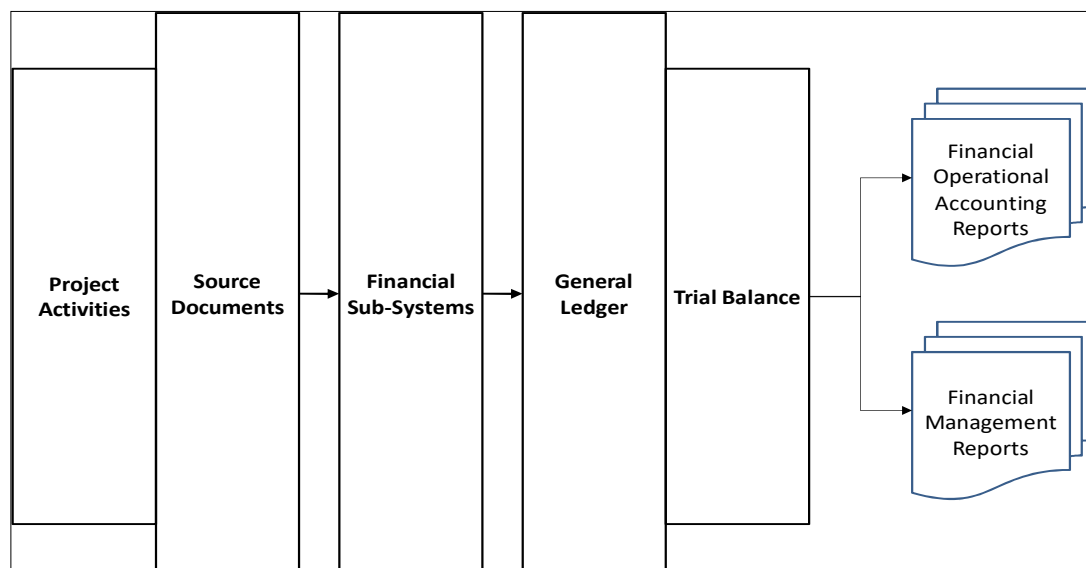 Project
Activities
Source
Documents
Financial
Sub-Systems
General
Ledger
Trial Balance
Financial
Operational
Accounting
Reports
Financial
Management
Reports